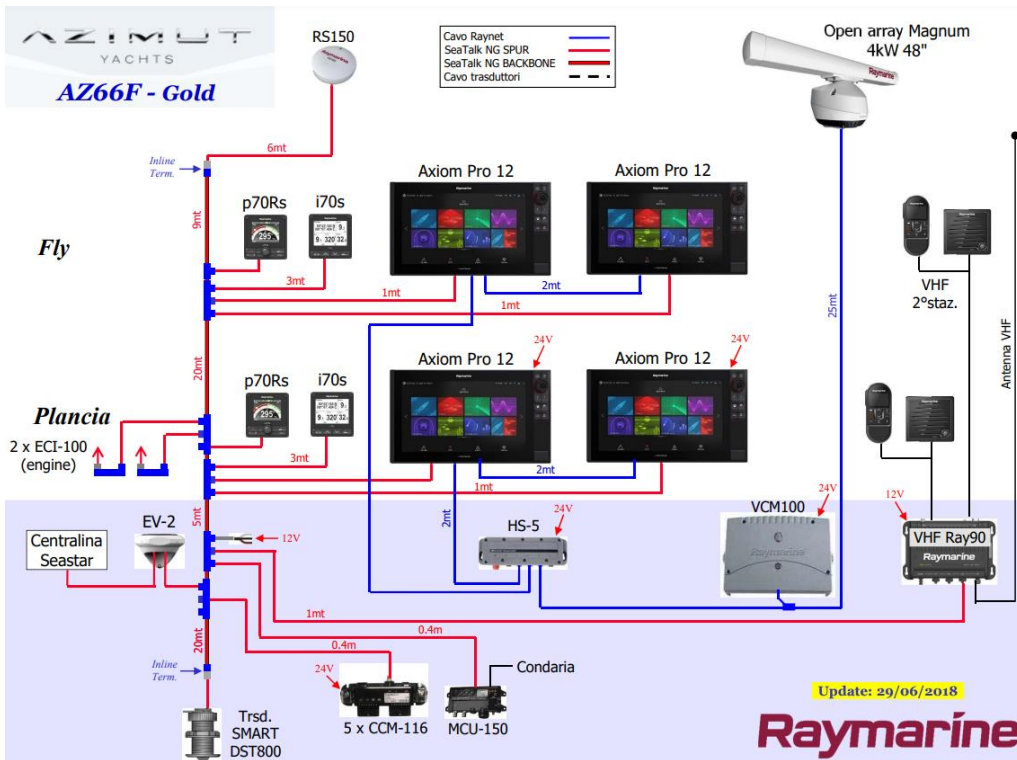 AZIMUT
YACHTS
AZ66F - Gold
RS150
Raymarine
Cavo Raynet
SeaTalk NG SPUR
SeaTalk NG BACKBONE
Cavo trasduttori
Open array Magnum
4kW 48"
Raymarine
6mt
Inline
Term.
9mt
Fly
p70Rs
i70s
Axiom Pro 12
Axiom Pro 12
3mt
1mt
2mt
1mt
25mt
VHF
2°staz.
Antenna VHF
20mt
Plancia
2 x ECI-100
(engine)
p70Rs
i70s
Axiom Pro 12
24V
Axiom Pro 12
24V
3mt
2mt
1mt
2mt
5mt
EV-2
Centralina
Seastar
12V
HS-5
24V
VCM100
24V
Raymarine
12V
VHF Ray90
Raymarine
1mt
0.4m
0.4m
20mt
Inline
Term.
Trsd.
SMART
DST800
24V
5 x CCM-116
MCU-150
Condaria
Update: 29/06/2018
Raymarine